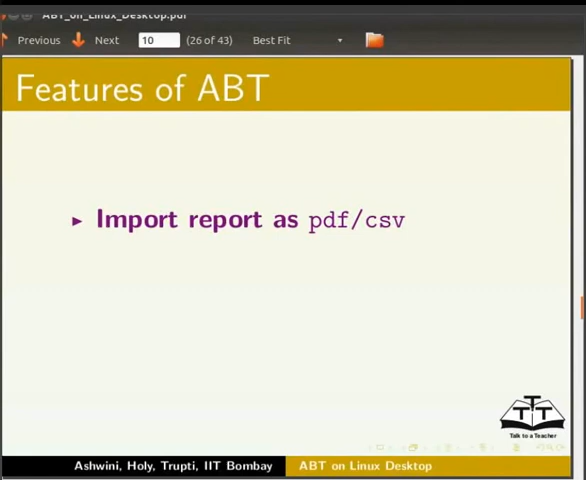 ABT_on_Linux_Desktop.pdf
Previous Next 10 (26 of 43) Best Fit
Features of ABT
Import report as pdf/csv
TTT
Talk to a Teacher
Ashwini, Holy, Trupti, IIT Bombay ABT on Linux Desktop